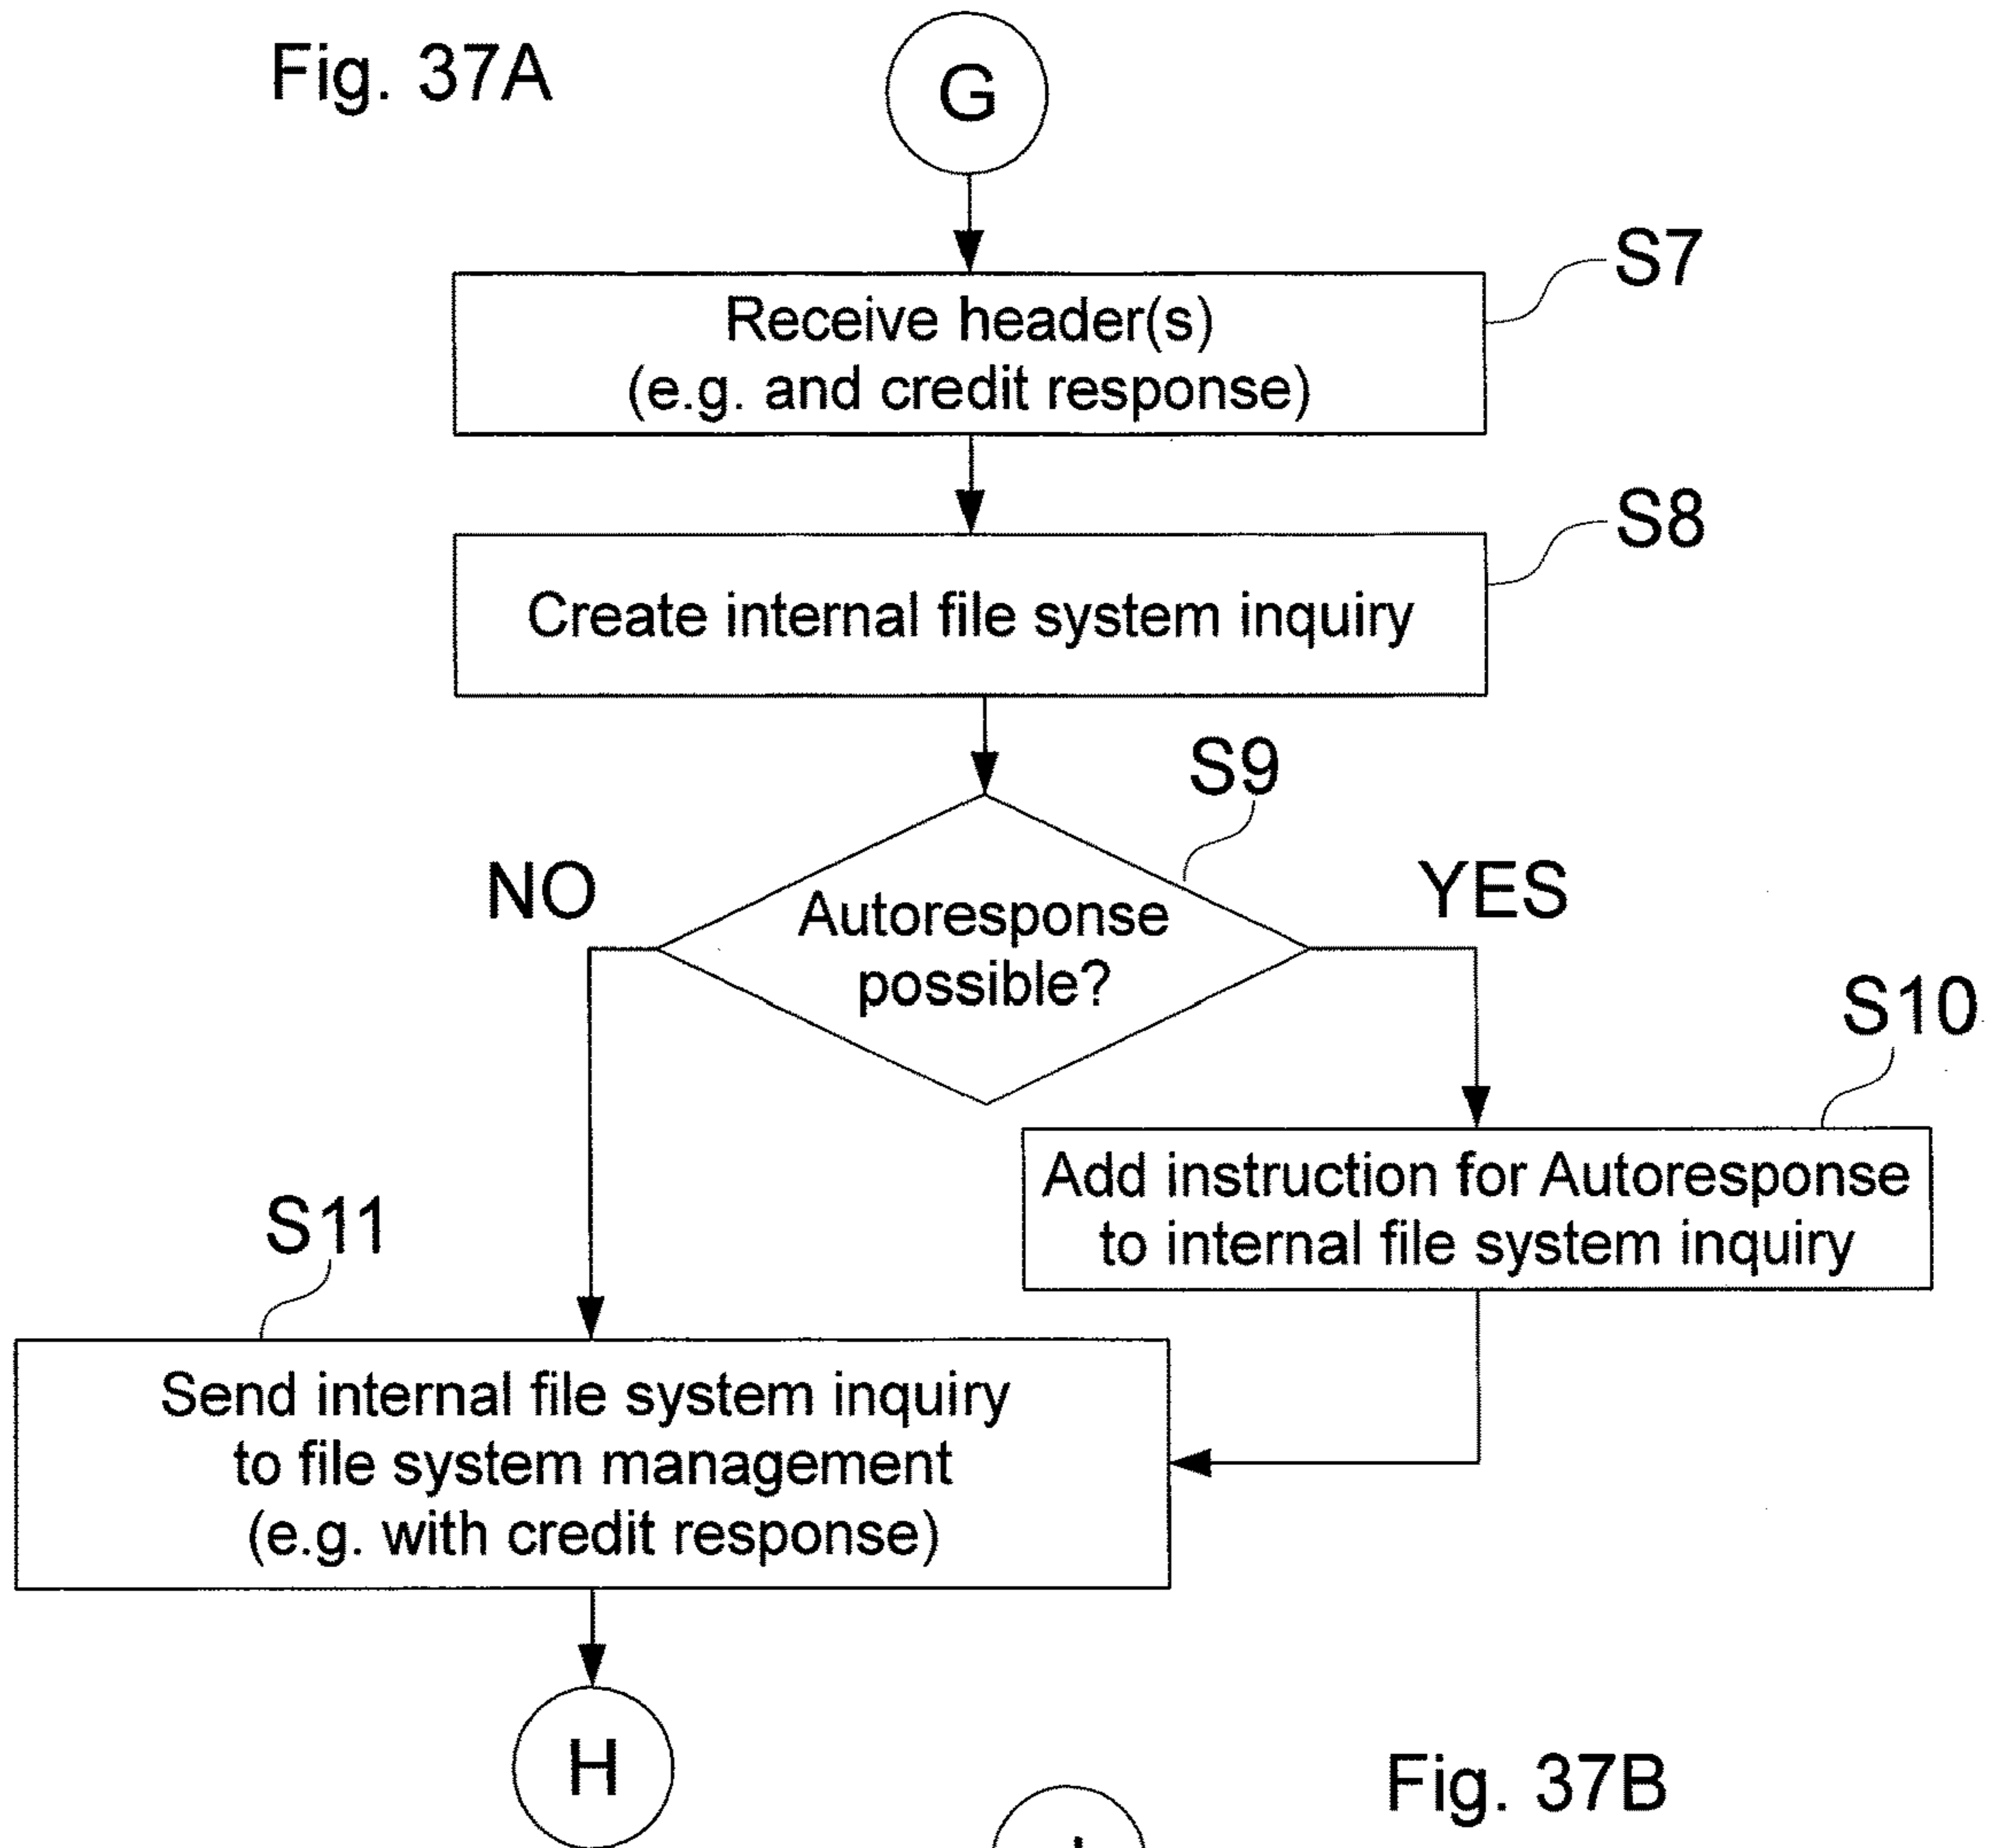 Fig. 37A
G
S7
Receive header(s)
(e.g. and credit response)
S8
Create internal file system inquiry
S9
NO
YES
Autoresponse
possible?
S10
Add instruction for Autoresponse
to internal file system inquiry
S11
Send internal file system inquiry
to file system management
(e.g. with credit response)
H
Fig. 37B